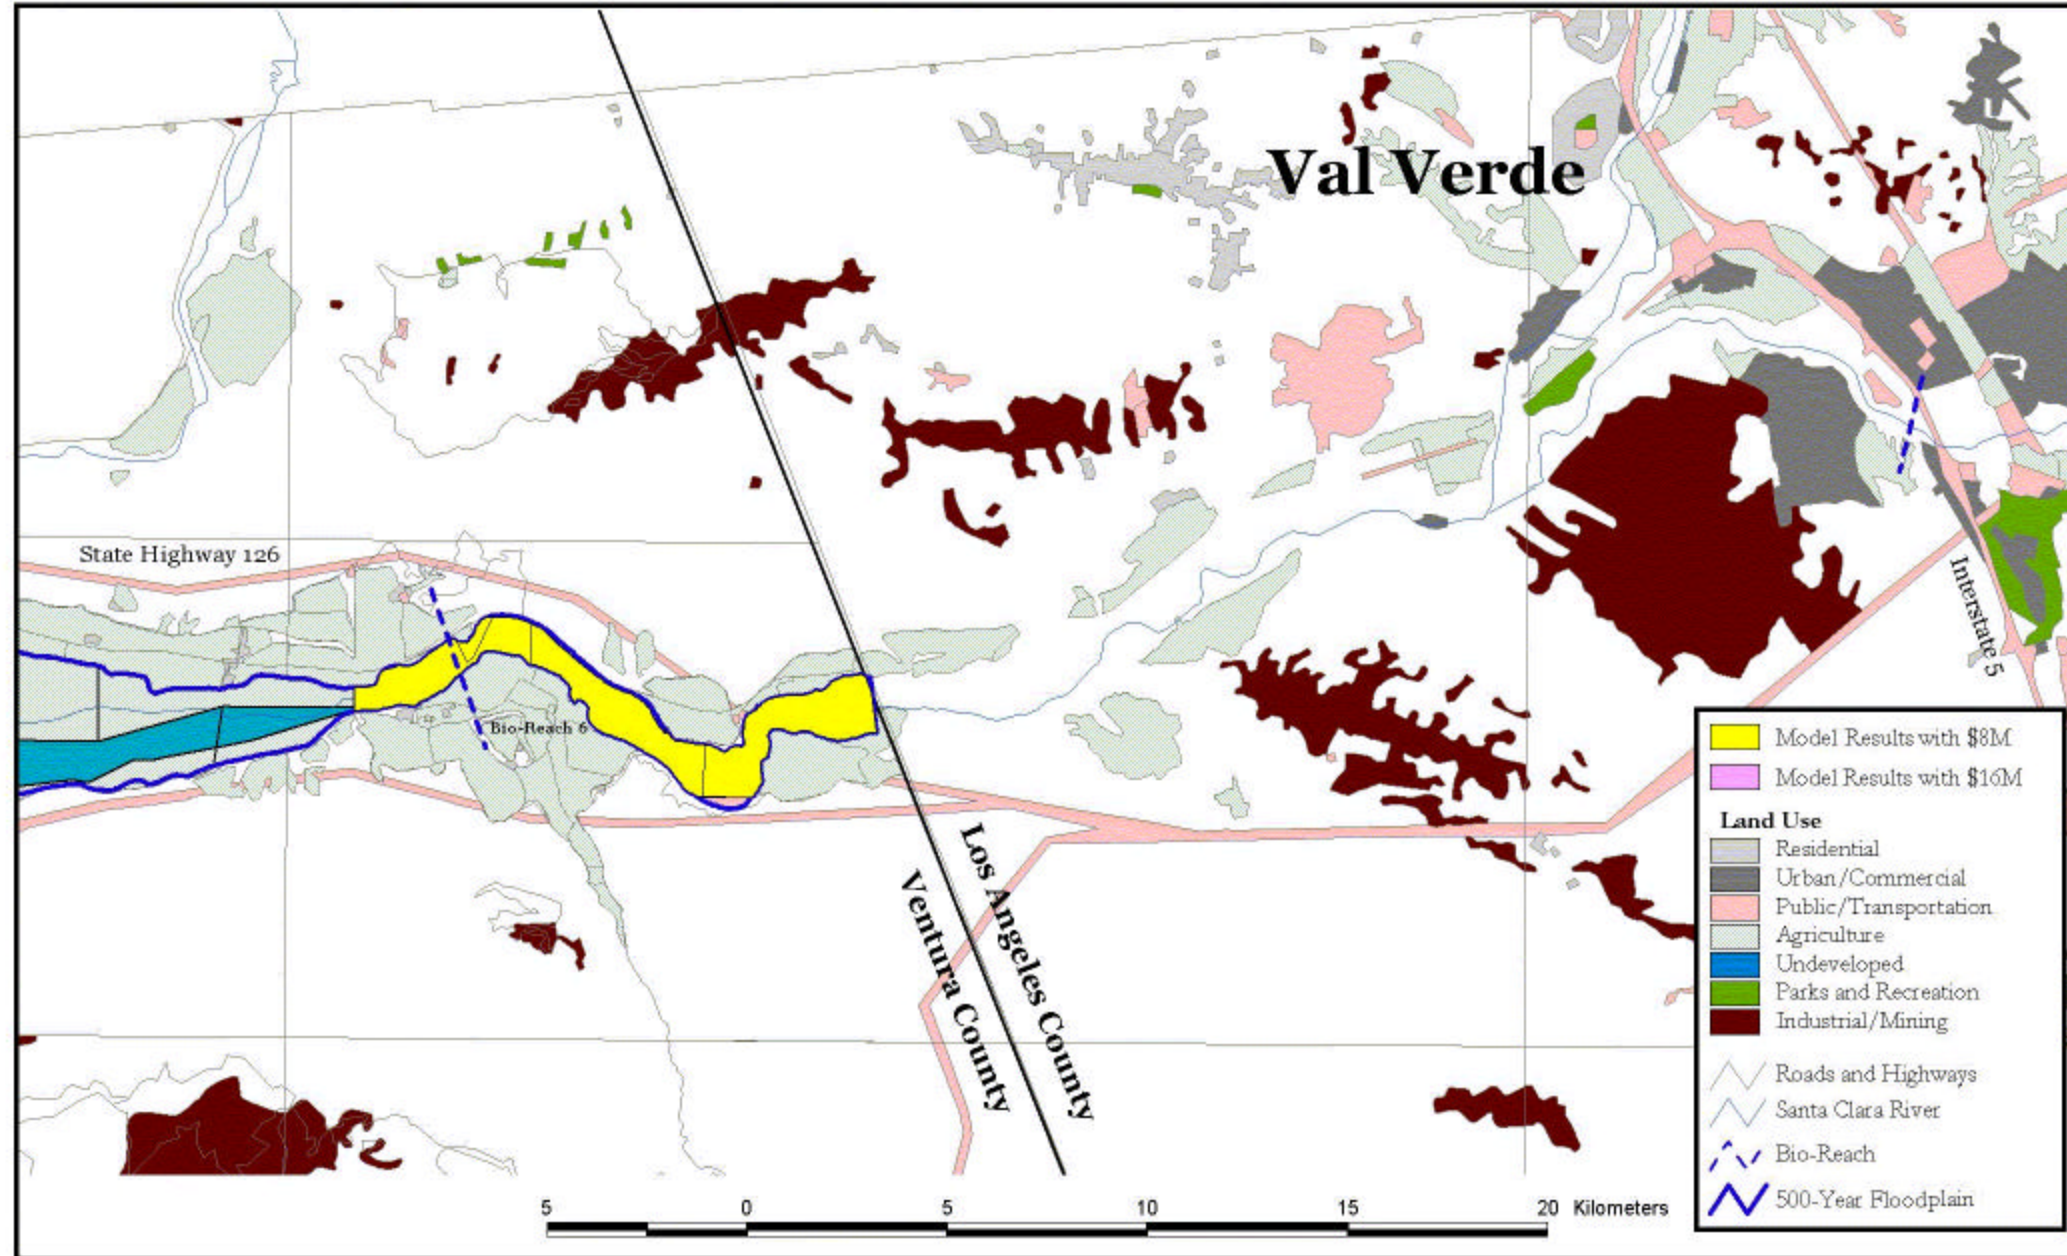 Val Verde
State Highway 126
Interstate 5
Bio-Reach 6
Los Angeles County
Ventura County
Model Results with $8M
Model Results with $16M
Land Use
Residential
Urban/Commercial
Public/Transportation
Agriculture
Undeveloped
Parks and Recreation
Industrial/Mining
Roads and Highways
Santa Clara River
Bio-Reach
500-Year Floodplain
5 0 5 10 15 20 Kilometers